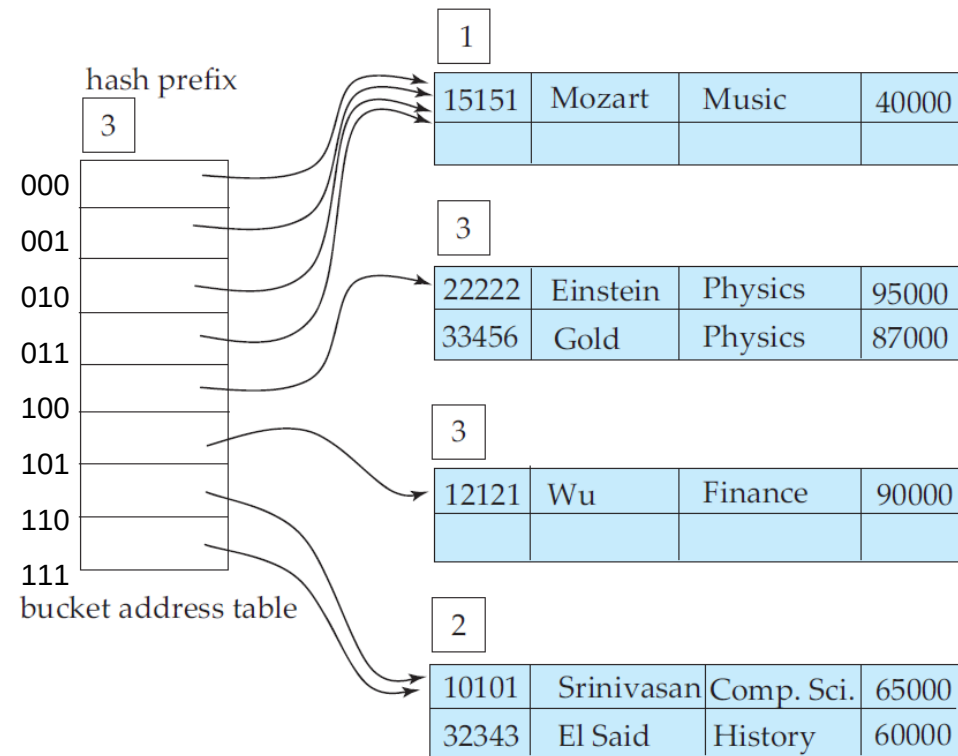 hash prefix
3
000
001
010
011
100
101
110
111
bucket address table
1
15151 Mozart Music 40000
3
22222 Einstein Physics 95000
33456 Gold Physics 87000
3
12121 Wu Finance 90000
2
10101 Srinivasan Comp. Sci. 65000
32343 El Said History 60000